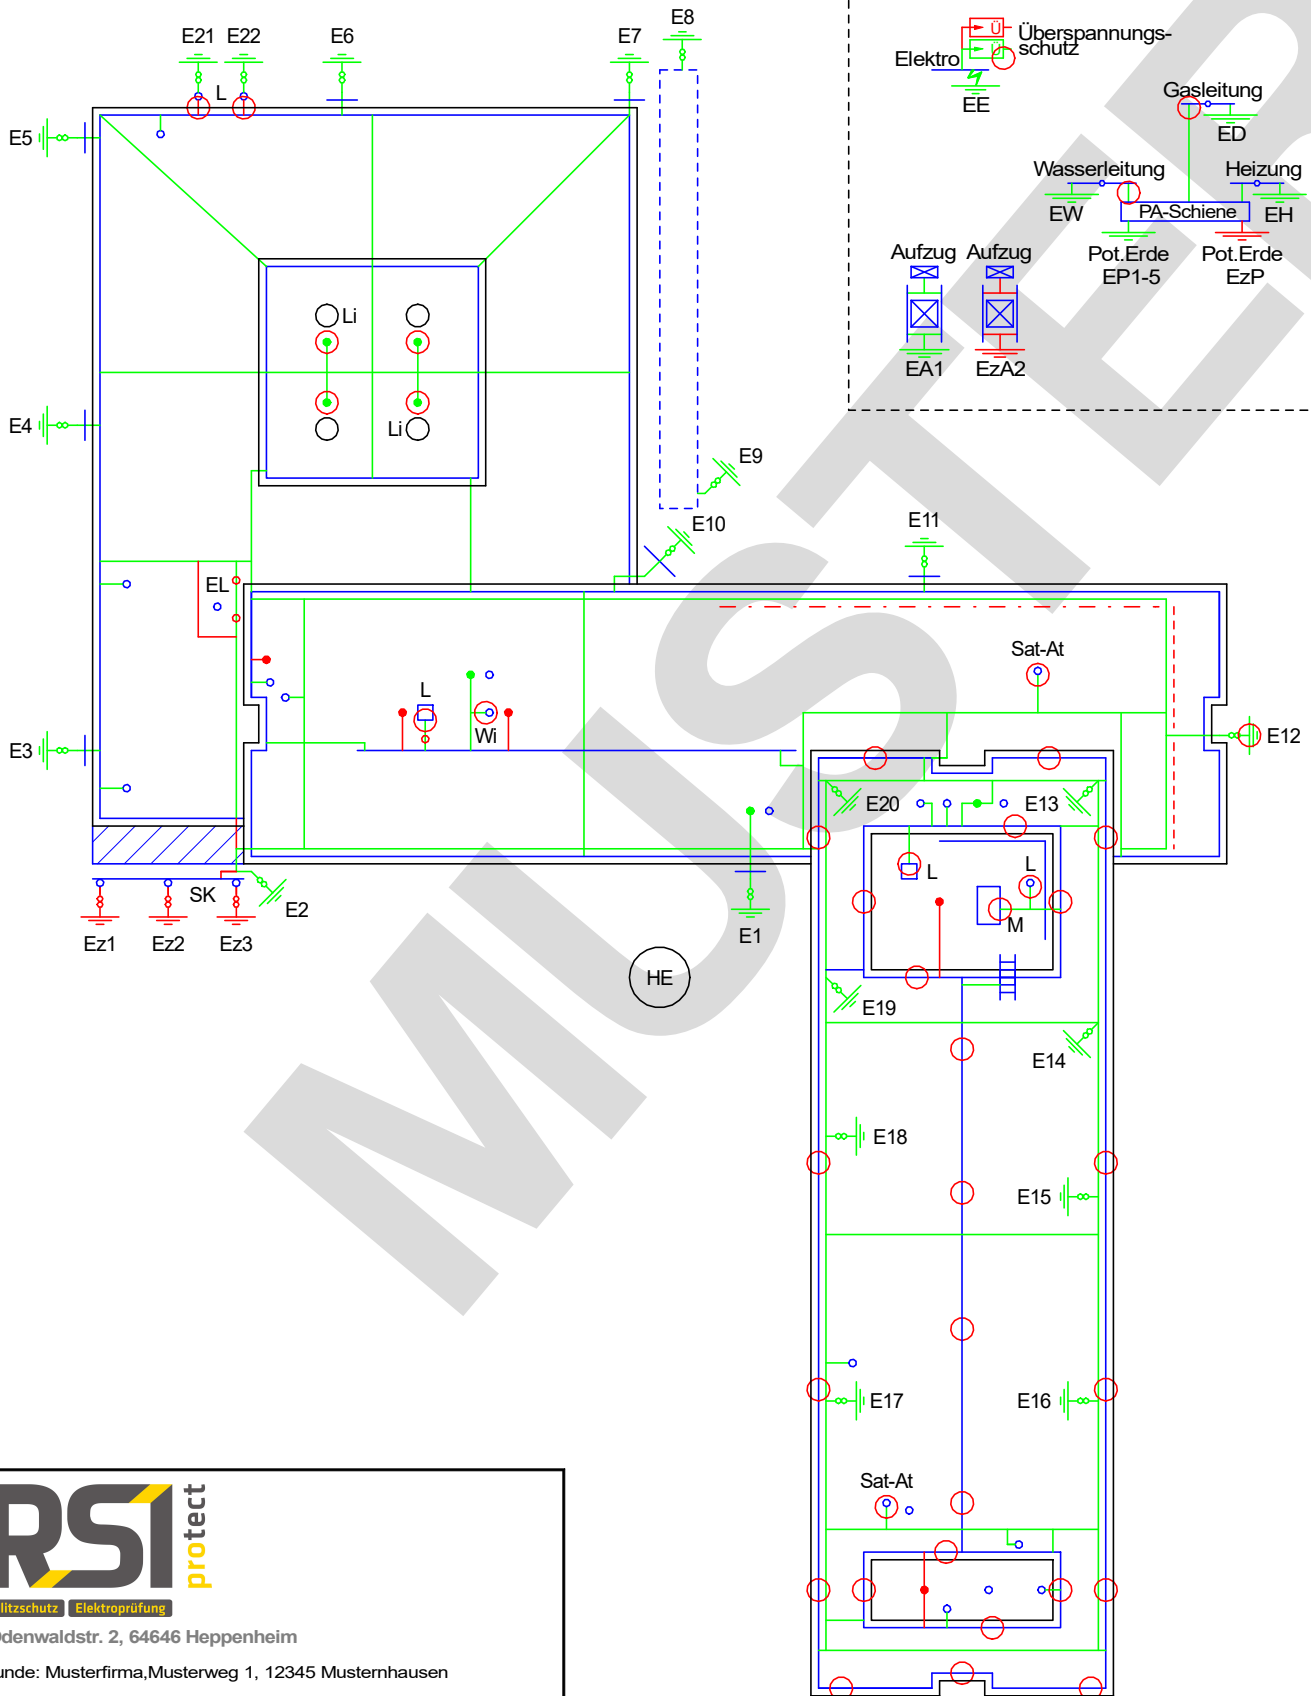 E21 E22 E6 E7 E8
L
E5
Ü Überspannungs-
Ü schutz
Elektro
EE
Gasleitung
ED
Wasserleitung Heizung
EW PA-Schiene EH
Pot.Erde Pot.Erde
EP1-5 EzP
Aufzug Aufzug
EA1 EzA2
Li
Li
E4
E9
E10
E11
EL
Sat-At
L
Wi
E3
E12
E20 E13
L L
M
SK
E2
Ez1 Ez2 Ez3
E1
HE
E19
E14
E18
E15
E17 E16
Sat-At
MUSTER
RSI protect
litzschutz Elektroprüfung
denwaldstr. 2, 64646 Heppenheim
unde: Musterfirma,Musterweg 1, 12345 Musternhausen